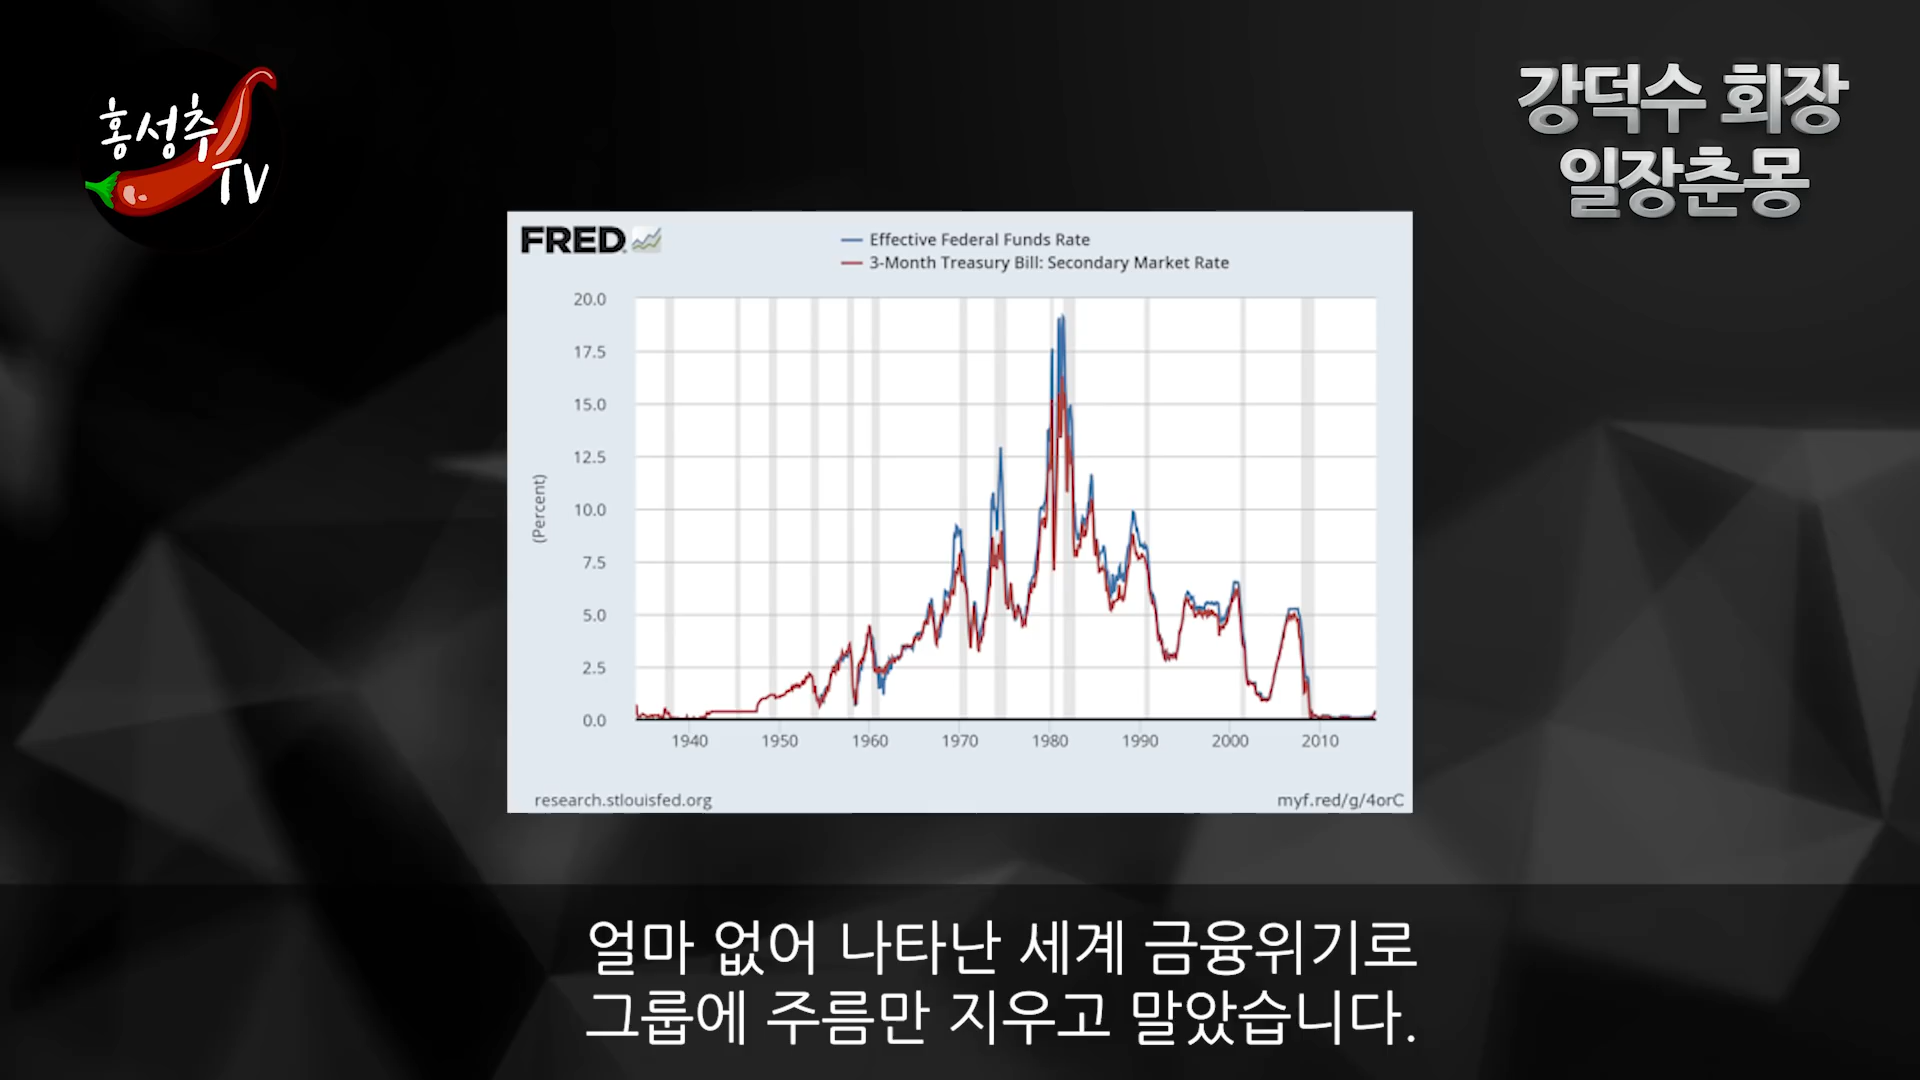 홍성추
TV
강덕수 회장
일장춘몽
FRED
Effective Federal Funds Rate
3-Month Treasury Bill: Secondary Market Rate
20.0
17.5
15.0
12.5
10.0
7.5
5.0
2.5
0.0
(Percent)
1940 1950 1960 1970 1980 1990 2000 2010
research.stlouisfed.org
myf.red/g/4orC
얼마 없어 나타난 세계 금융위기로
그룹에 주름만 지우고 말았습니다.